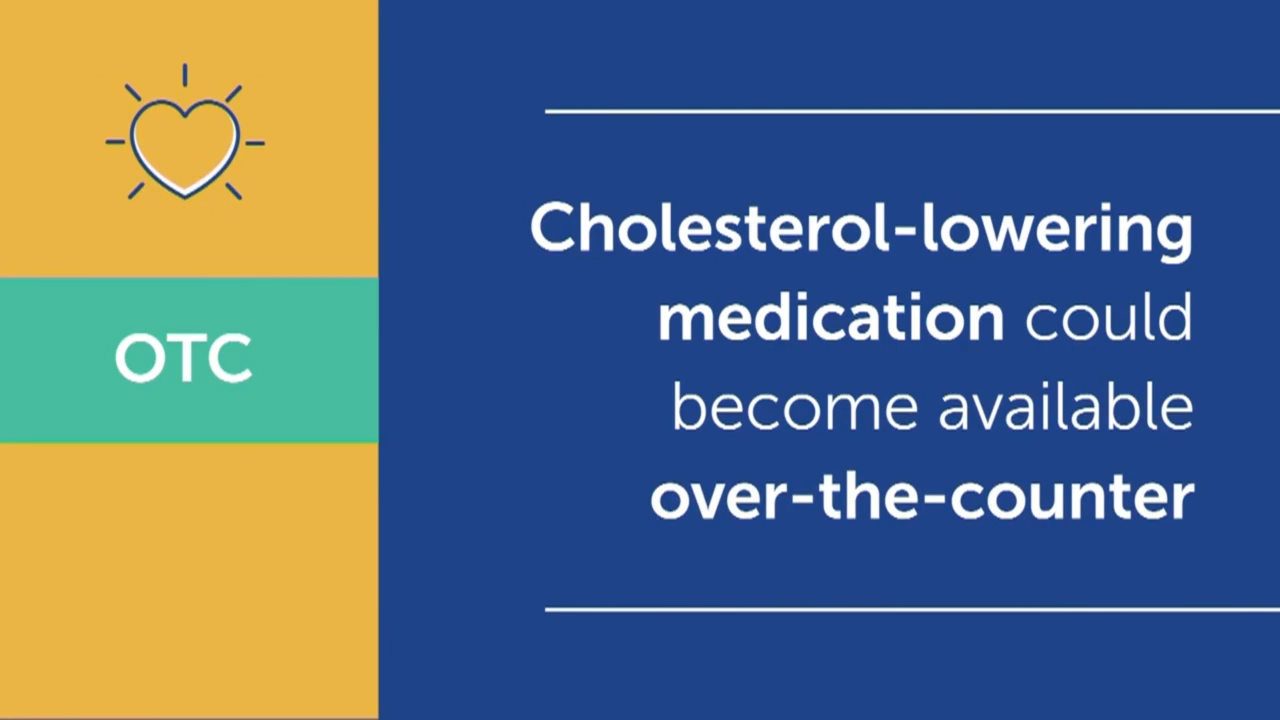 OTC
Cholesterol-lowering
medication could
become available
over-the-counter